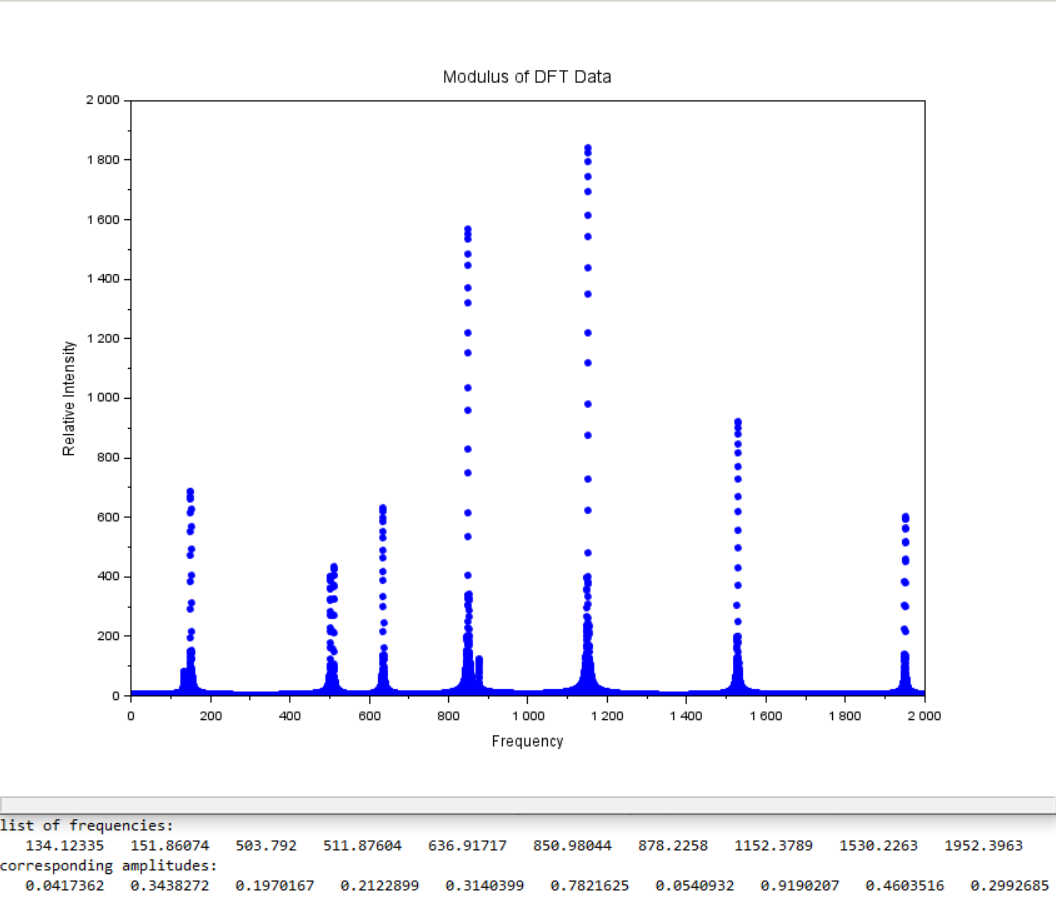 Modulus of DFT Data
2 000
1 800
1 600
1 400
1 200
1 000
800
600
400
200
0
Relative Intensity
0 200 400 600 800 1 000 1 200 1 400 1 600 1 800 2 000
Frequency
list of frequencies:
134.12335 151.86074 503.792 511.87604 636.91717 850.98044 878.2258 1152.3789 1530.2263 1952.3963
corresponding amplitudes:
0.0417362 0.3438272 0.1970167 0.2122899 0.3140399 0.7821625 0.0540932 0.9190207 0.4603516 0.2992685